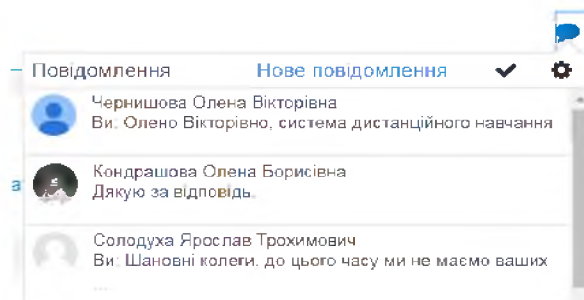 Повідомлення Нове повідомлення
Чернишова Олена Вікторівна
Ви: Олено Вікторівно, система дистанційного навчання
Кондрашова Олена Борисівна
а
Дякую за відповідь.
Солодуха Ярослав Трохимович
Ви: Шановні колеги, до цього часу ми не маємо ваших
....